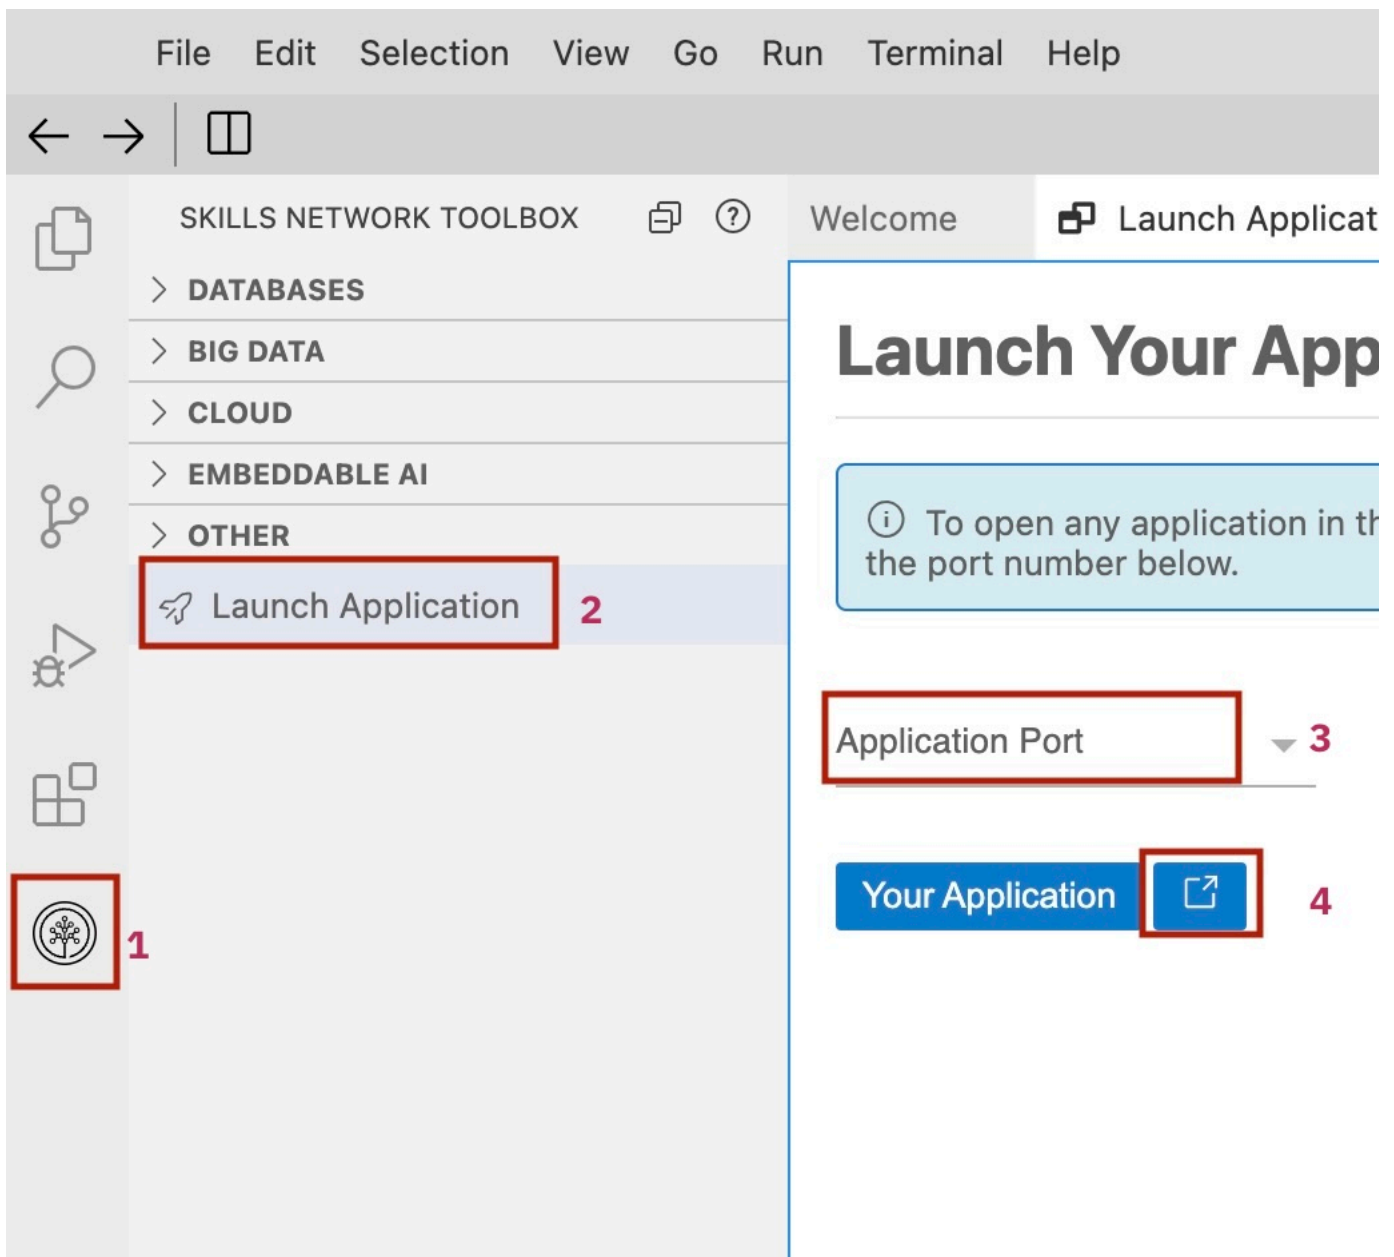 File Edit Selection View Go Run Terminal Help
SKILLS NETWORK TOOLBOX
DATABASES
BIG DATA
CLOUD
EMBEDDABLE AI
OTHER
Launch Application 2
1
Welcome Launch Applicat
Launch Your App
To open any application in th
the port number below.
Application Port 3
Your Application 4